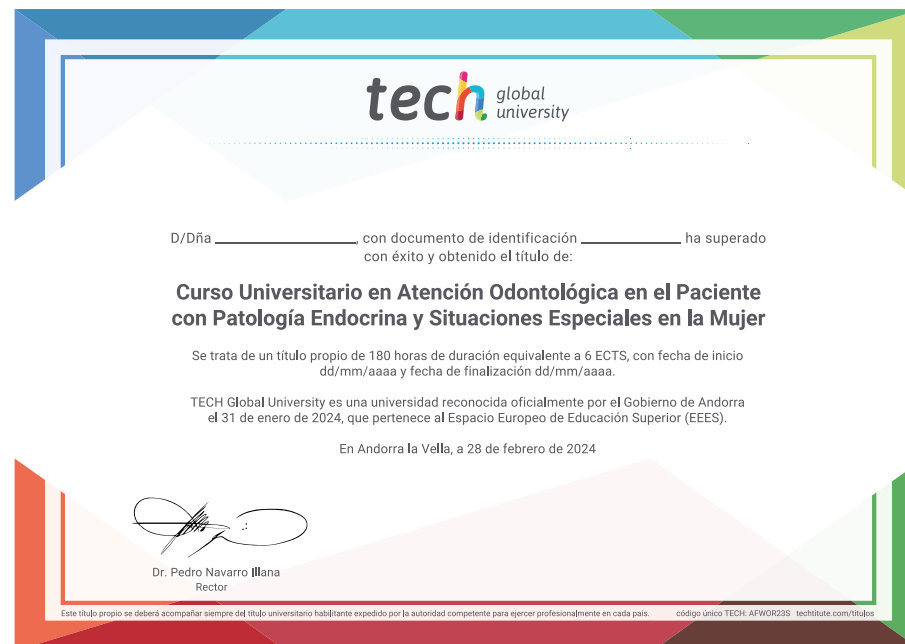 tech global
university
D/Dña ______________, con documento de identificación __________ ha superado
con éxito y obtenido el título de:
Curso Universitario en Atención Odontológica en el Paciente
con Patología Endocrina y Situaciones Especiales en la Mujer
Se trata de un título propio de 180 horas de duración equivalente a 6 ECTS, con fecha de inicio
dd/mm/aaaa y fecha de finalización dd/mm/aaaa.
TECH Global University es una universidad reconocida oficialmente por el Gobierno de Andorra
el 31 de enero de 2024, que pertenece al Espacio Europeo de Educación Superior (EEES).
En Andorra la Vella, a 28 de febrero de 2024
Dr. Pedro Navarro Illana
Rector
Este título propio se deberá acompañar siempre del título universitario habilitante expedido por la autoridad competente para ejercer profesionalmente en cada país. código único TECH: AFWOR23S techtitute.com/titulos